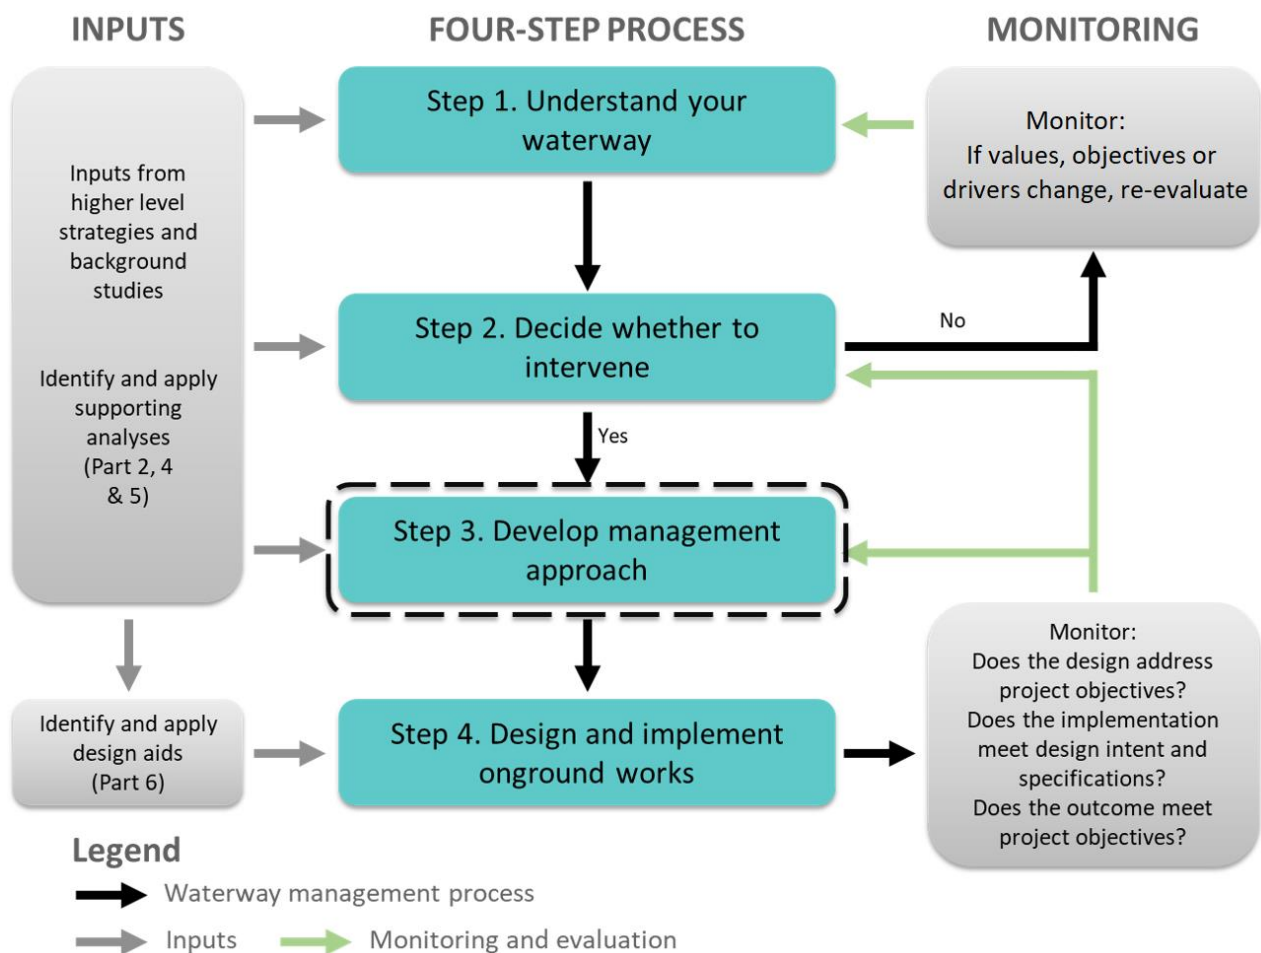 INPUTS
Inputs from
higher level
strategies and
background
studies
Identify and apply
supporting
analyses
(Part 2, 4
& 5)
Identify and apply
design aids
(Part 6)
FOUR-STEP PROCESS
Step 1. Understand your
waterway
Step 2. Decide whether to
intervene
No
Yes
Step 3. Develop management
approach
Step 4. Design and implement
onground works
MONITORING
Monitor:
If values, objectives or
drivers change, re-evaluate
Monitor:
Does the design address
project objectives?
Does the implementation
meet design intent and
specifications?
Does the outcome meet
project objectives?
Legend
Waterway management process
Inputs
Monitoring and evaluation